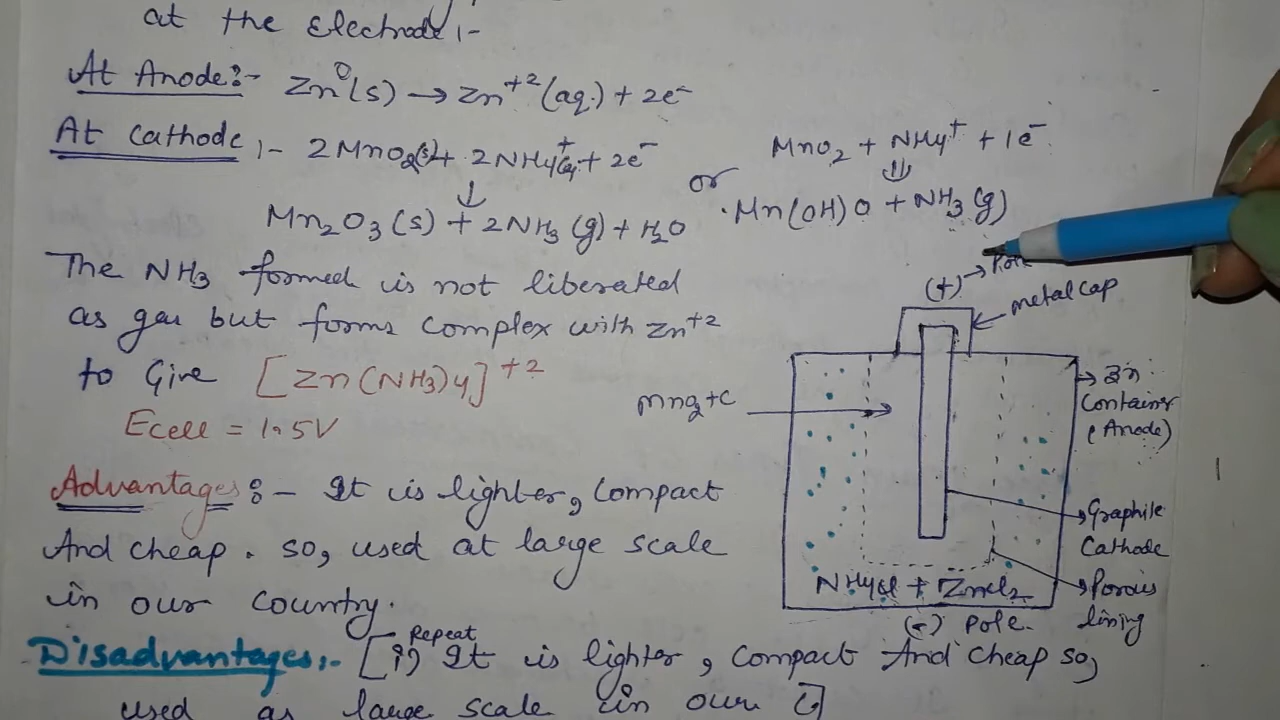 at the Electrode :-
At Anode :- Zn⁰(s) → Zn⁺²(aq.) + 2e⁻
At Cathode :- 2MnO₂(s) + 2NH₄⁺(aq) + 2e⁻
↓
Mn₂O₃(s) + 2NH₃(g) + H₂O
or
MnO₂ + NH₄⁺ + 1e⁻
⇓
Mn(OH)O + NH₃(g)
The NH₃ formed is not liberated
as gas but forms complex with Zn⁺²
to Give [Zn(NH₃)₄]⁺²
Ecell = 1.5V
(+) →
metal cap
MnO₂+C
→ Zn
Container
(Anode)
Graphite
Cathode
Porous
lining
NH₄Cl + ZnCl₂
(-) Pole.
Advantages :- It is lighter, Compact
And cheap. so, used at large scale
in our country.
Repeat
Disadvantages :- [i) It is lighter, Compact And cheap so,
used as large scale in our